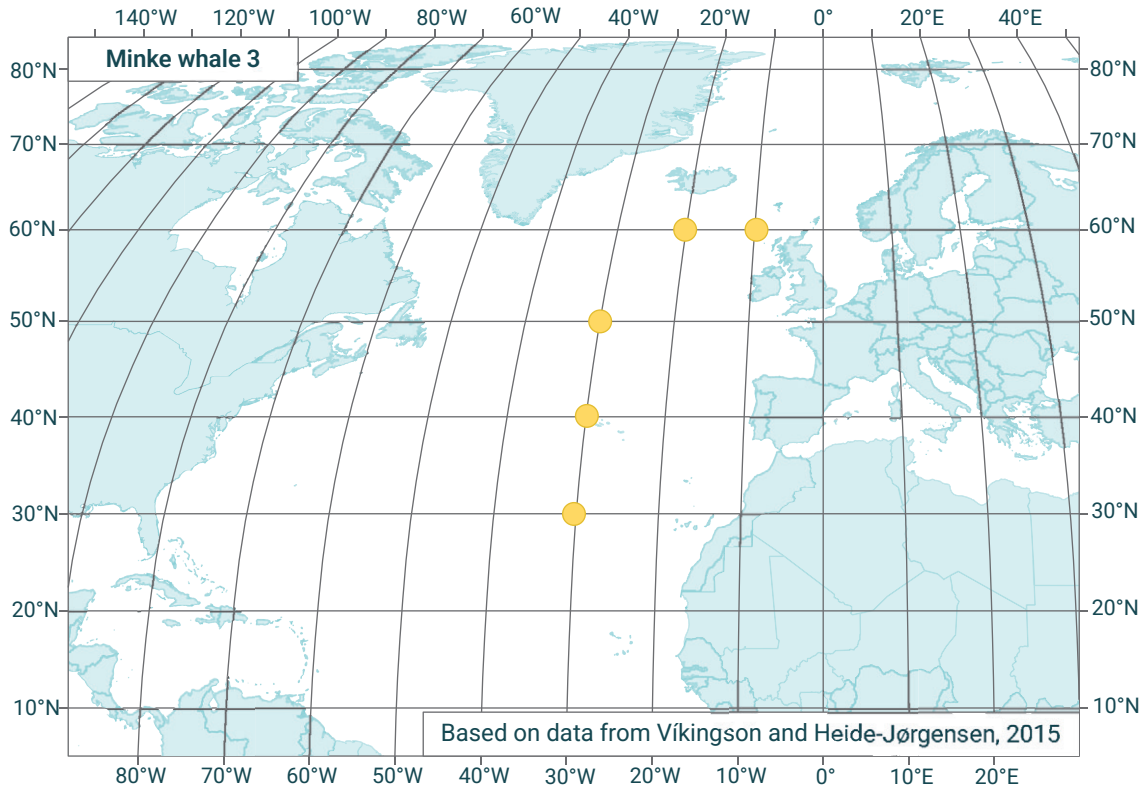 140°W 120°W 100°W 80°W 60°W 40°W 20°W 0° 20°E 40°E
Minke whale 3
80°N 80°N
70°N 70°N
60°N 60°N
50°N 50°N
40°N 40°N
30°N 30°N
20°N 20°N
10°N 10°N
Based on data from Víkingson and Heide-Jørgensen, 2015
80°W 70°W 60°W 50°W 40°W 30°W 20°W 10°W 0° 10°E 20°E